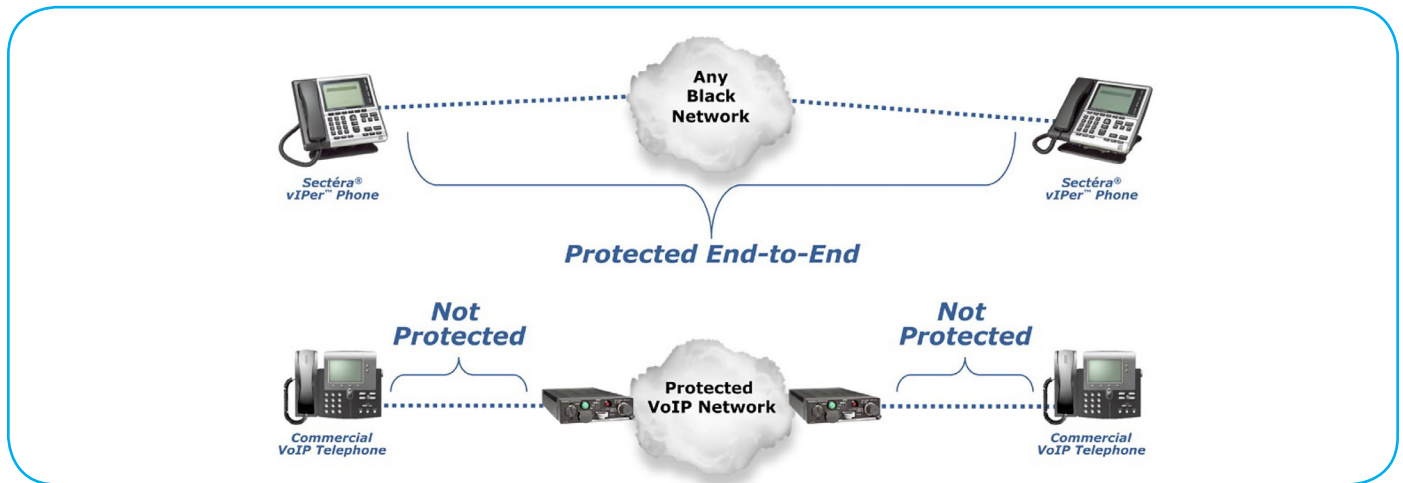 Any
Black
Network
Sectéra®
vIPer™ Phone
Sectéra®
vIPer™ Phone
Protected End-to-End
Not
Protected
Not
Protected
Protected
VoIP Network
Commercial
VoIP Telephone
Commercial
VoIP Telephone